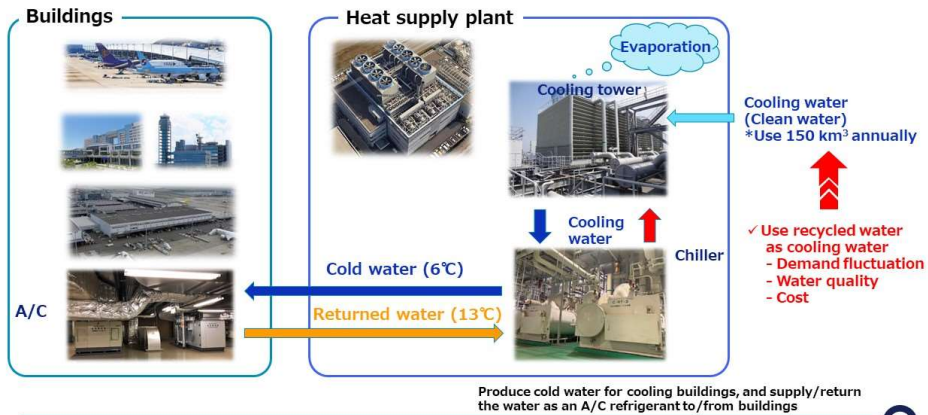 Buildings
Heat supply plant
Evaporation
Cooling tower
Cooling water
(Clean water)
*Use 150 km³ annually
Cooling
water
✓Use recycled water
as cooling water
- Demand fluctuation
- Water quality
- Cost
Chiller
Cold water (6℃)
A/C
Returned water (13℃)
Produce cold water for cooling buildings, and supply/return
the water as an A/C refrigerant to/from buildings